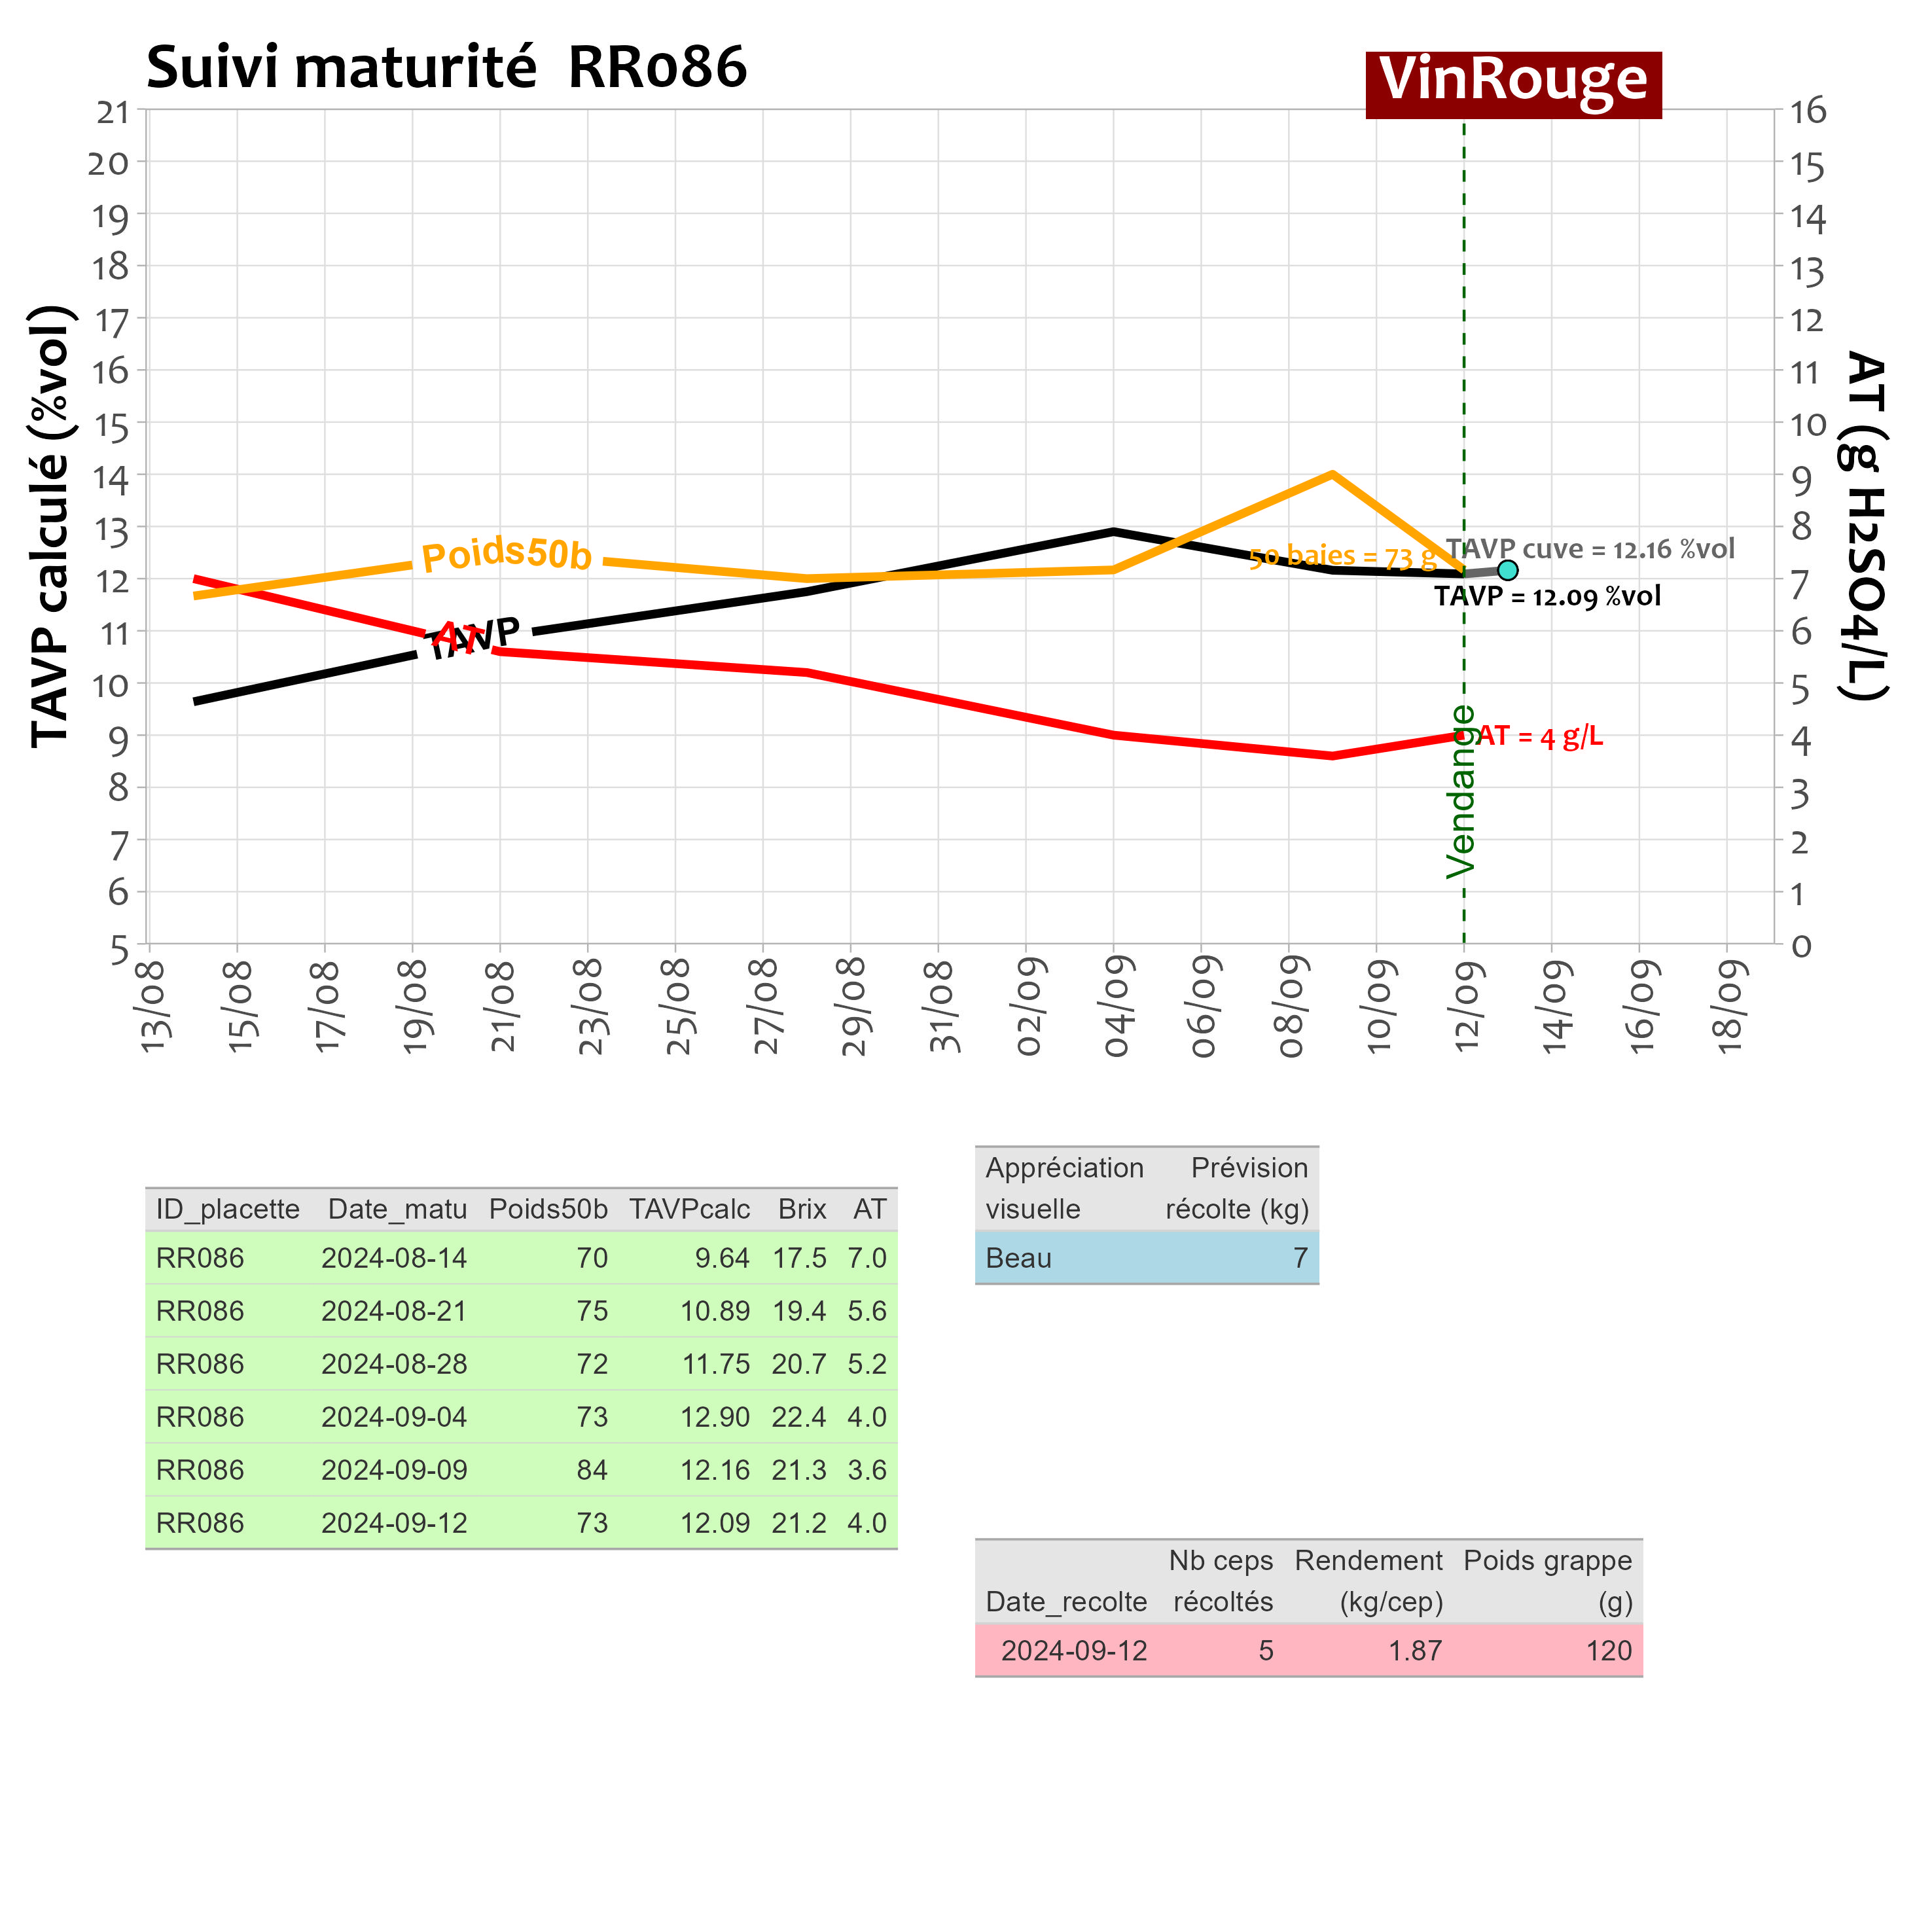 Suivi maturité  RR086
VinRouge
TAVP calculé (%vol)
21
20
19
18
17
16
15
14
13
12
11
10
9
8
7
6
5
16
15
14
13
12
11
10
9
8
7
6
5
4
3
2
1
0
AT (g H2SO4/L)
Poids50b
TAVP
AT
50 baies = 73 g
TAVP cuve = 12.16 %vol
TAVP = 12.09 %vol
AT = 4 g/L
Vendange
13/08
15/08
17/08
19/08
21/08
23/08
25/08
27/08
29/08
31/08
02/09
04/09
06/09
08/09
10/09
12/09
14/09
16/09
18/09
ID_placette Date_matu Poids50b TAVPcalc Brix AT
RR086 2024-08-14 70 9.64 17.5 7.0
RR086 2024-08-21 75 10.89 19.4 5.6
RR086 2024-08-28 72 11.75 20.7 5.2
RR086 2024-09-04 73 12.90 22.4 4.0
RR086 2024-09-09 84 12.16 21.3 3.6
RR086 2024-09-12 73 12.09 21.2 4.0
Appréciation Prévision
visuelle récolte (kg)
Beau 7
Nb ceps Rendement Poids grappe
Date_recolte récoltés (kg/cep) (g)
2024-09-12 5 1.87 120